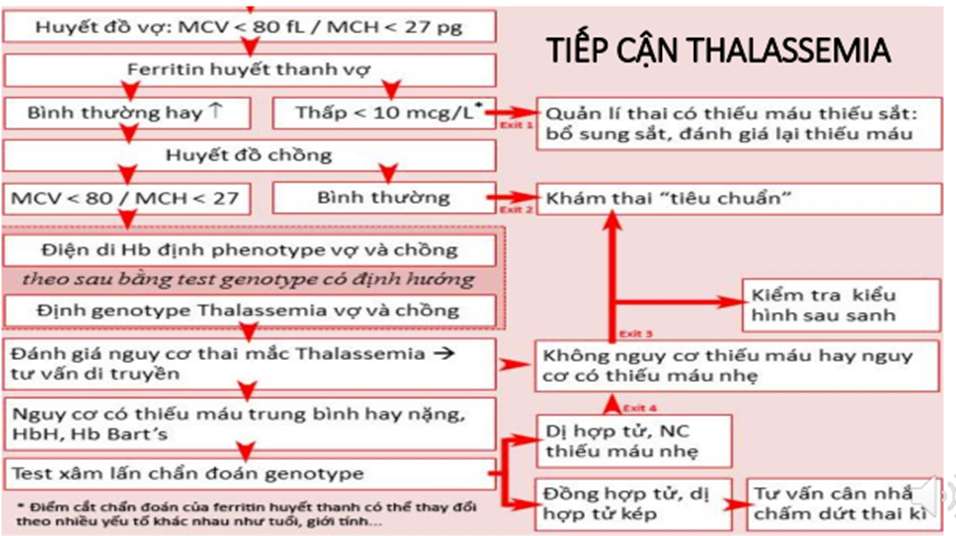 Huyết đồ vợ: MCV < 80 fL / MCH < 27 pg
TIẾP CẬN THALASSEMIA
Ferritin huyết thanh vợ
Bình thường hay ↑
Thấp < 10 mcg/L*
Exit 1
Quản lí thai có thiếu máu thiếu sắt:
bổ sung sắt, đánh giá lại thiếu máu
Huyết đồ chồng
MCV < 80 / MCH < 27
Bình thường
Exit 2
Khám thai “tiêu chuẩn”
Điện di Hb định phenotype vợ và chồng
theo sau bằng test genotype có định hướng
Định genotype Thalassemia vợ và chồng
Kiểm tra kiểu
hình sau sanh
Exit 3
Đánh giá nguy cơ thai mắc Thalassemia →
tư vấn di truyền
Không nguy cơ thiếu máu hay nguy
cơ có thiếu máu nhẹ
Exit 4
Nguy cơ có thiếu máu trung bình hay nặng,
HbH, Hb Bart’s
Dị hợp tử, NC
thiếu máu nhẹ
Test xâm lấn chẩn đoán genotype
Đồng hợp tử, dị
hợp tử kép
Tư vấn cân nhắ
chấm dứt thai kì
* Điểm cắt chẩn đoán của ferritin huyết thanh có thể thay đổi
theo nhiều yếu tố khác nhau như tuổi, giới tính...